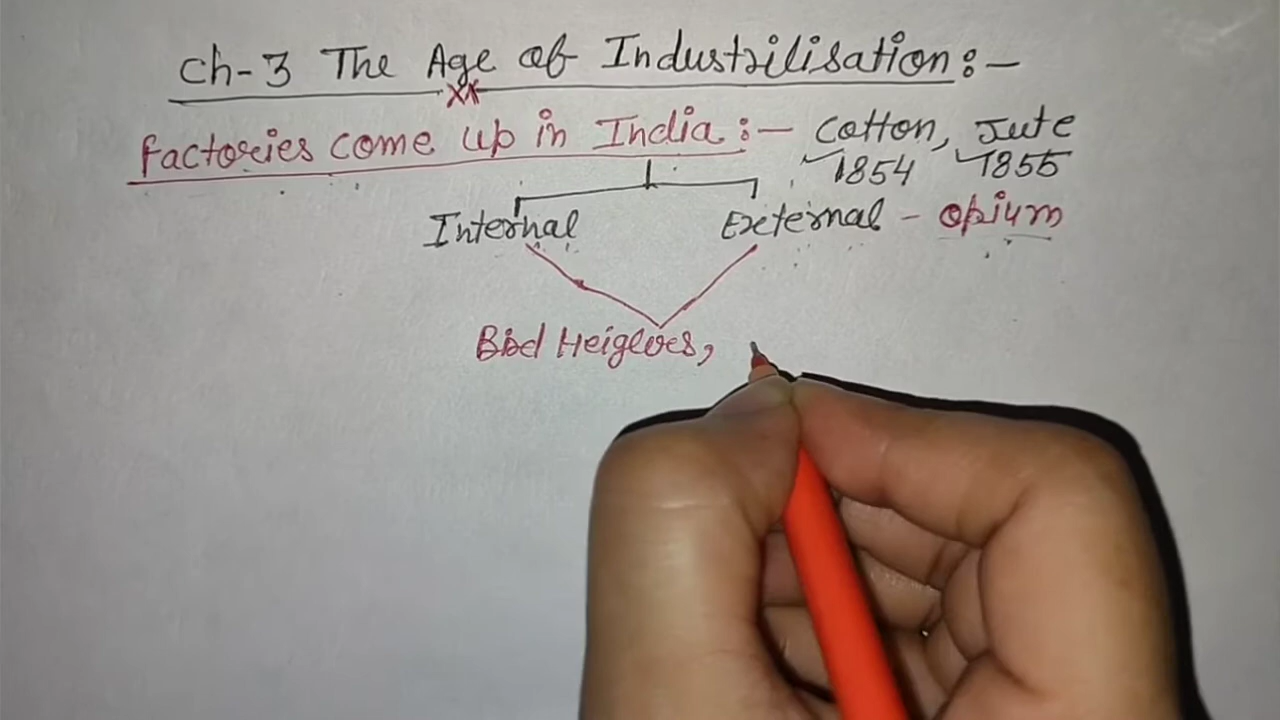 Ch-3 The Age of Industrilisation:-
factories come up in India:- Cotton, Jute
1854 1855
Internal External - opium
Bird Heigloes,